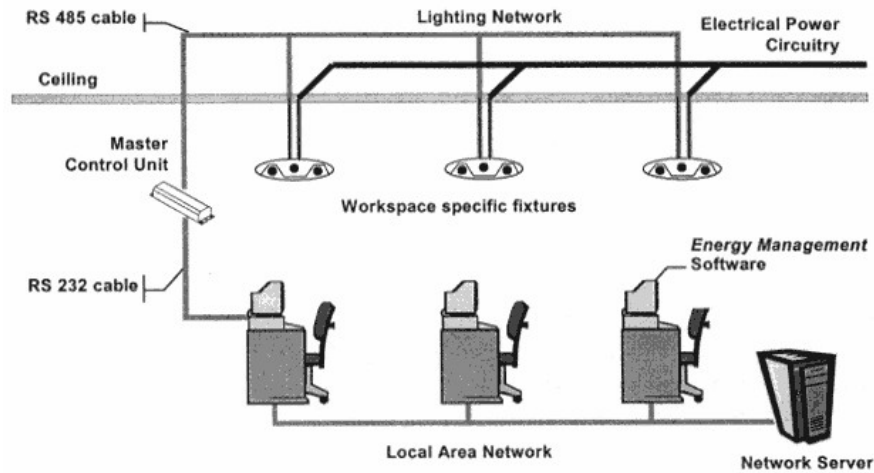 RS 485 cable
Lighting Network
Electrical Power
Circuitry
Ceiling
Master
Control Unit
Workspace specific fixtures
Energy Management
Software
RS 232 cable
Local Area Network
Network Server